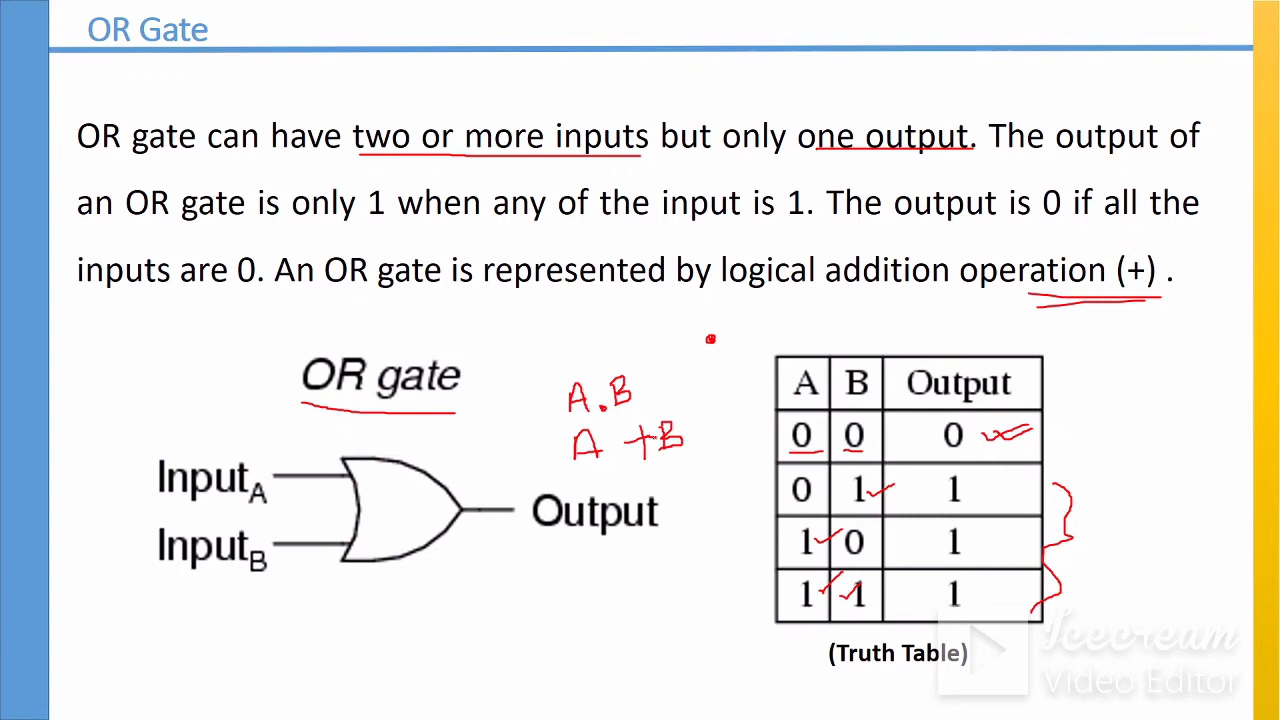 OR Gate
OR gate can have two or more inputs but only one output. The output of
an OR gate is only 1 when any of the input is 1. The output is 0 if all the
inputs are 0. An OR gate is represented by logical addition operation (+) .
OR gate
A.B
A +B
InputA
InputB
Output
A B Output
0 0 0
0 1 1
1 0 1
1 1 1
(Truth Table)
Icecream
Video Editor